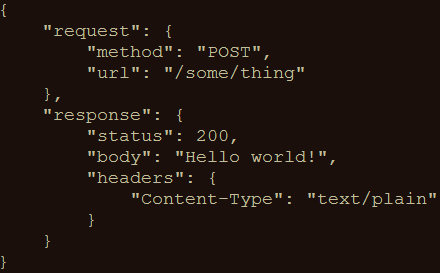 {
    "request": {
        "method": "POST",
        "url": "/some/thing"
    },
    "response": {
        "status": 200,
        "body": "Hello world!",
        "headers": {
            "Content-Type": "text/plain"
        }
    }
}